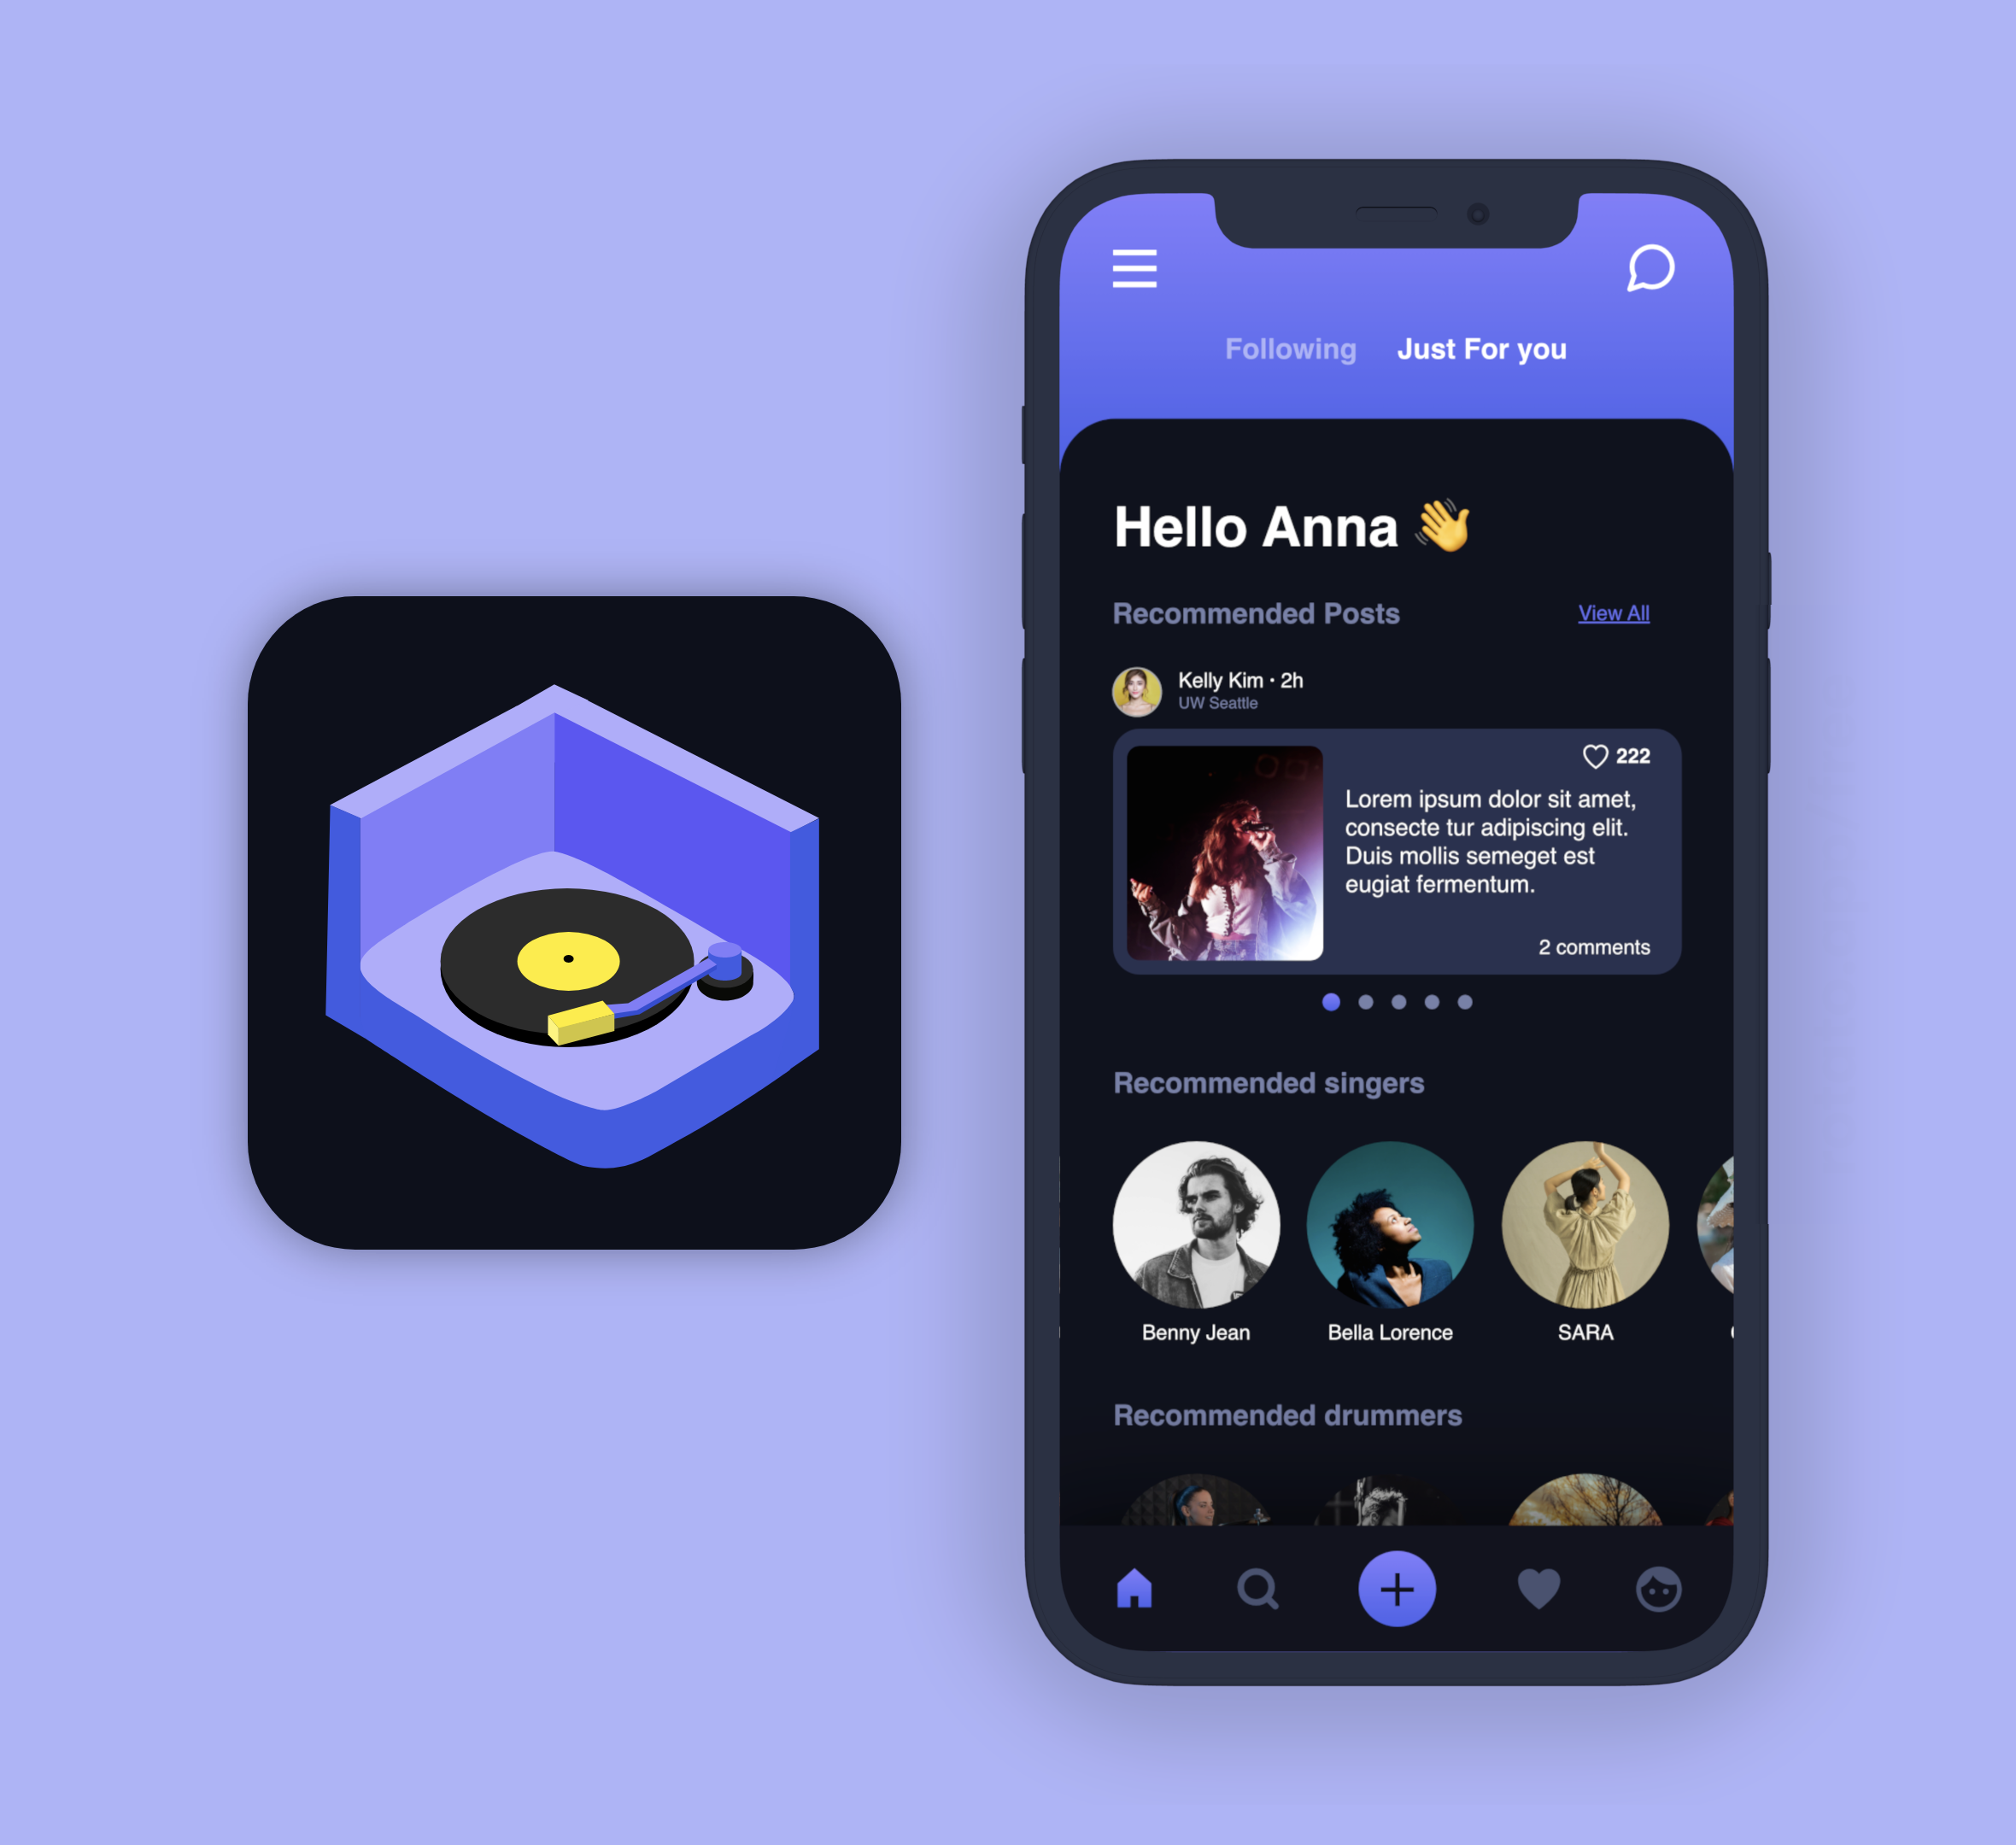 Following Just For you
Hello Anna 👋
Recommended Posts View All
Kelly Kim · 2h
UW Seattle
222
Lorem ipsum dolor sit amet,
consecte tur adipiscing elit.
Duis mollis semeget est
eugiat fermentum.
2 comments
Recommended singers
Benny Jean Bella Lorence SARA
Recommended drummers